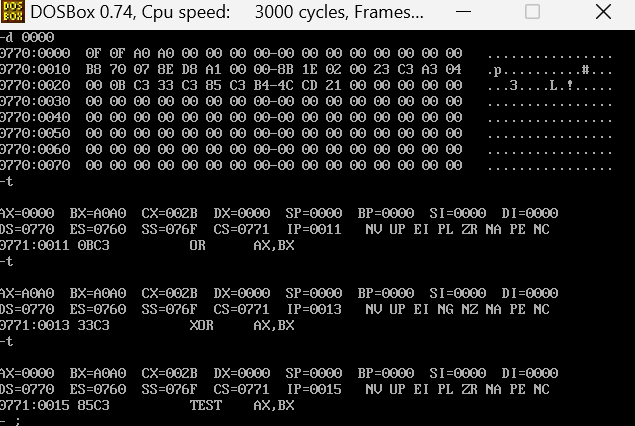 DOSBox 0.74, Cpu speed: 3000 cycles, Frames...
-d 0000
0770:0000 0F 0F A0 A0 00 00 00 00-00 00 00 00 00 00 00 00 ................
0770:0010 B8 70 07 8E D8 A1 00 00-8B 1E 02 00 23 C3 A3 04 .p..........#...
0770:0020 00 0B C3 33 C3 85 C3 B4-4C CD 21 00 00 00 00 00 ...3....L.!.....
0770:0030 00 00 00 00 00 00 00 00-00 00 00 00 00 00 00 00 ................
0770:0040 00 00 00 00 00 00 00 00-00 00 00 00 00 00 00 00 ................
0770:0050 00 00 00 00 00 00 00 00-00 00 00 00 00 00 00 00 ................
0770:0060 00 00 00 00 00 00 00 00-00 00 00 00 00 00 00 00 ................
0770:0070 00 00 00 00 00 00 00 00-00 00 00 00 00 00 00 00 ................
-t
AX=0000 BX=A0A0 CX=002B DX=0000 SP=0000 BP=0000 SI=0000 DI=0000
DS=0770 ES=0760 SS=076F CS=0771 IP=0011 NV UP EI PL ZR NA PE NC
0771:0011 0BC3 OR AX,BX
-t
AX=A0A0 BX=A0A0 CX=002B DX=0000 SP=0000 BP=0000 SI=0000 DI=0000
DS=0770 ES=0760 SS=076F CS=0771 IP=0013 NV UP EI NG NZ NA PE NC
0771:0013 33C3 XOR AX,BX
-t
AX=0000 BX=A0A0 CX=002B DX=0000 SP=0000 BP=0000 SI=0000 DI=0000
DS=0770 ES=0760 SS=076F CS=0771 IP=0015 NV UP EI PL ZR NA PE NC
0771:0015 85C3 TEST AX,BX
- ;